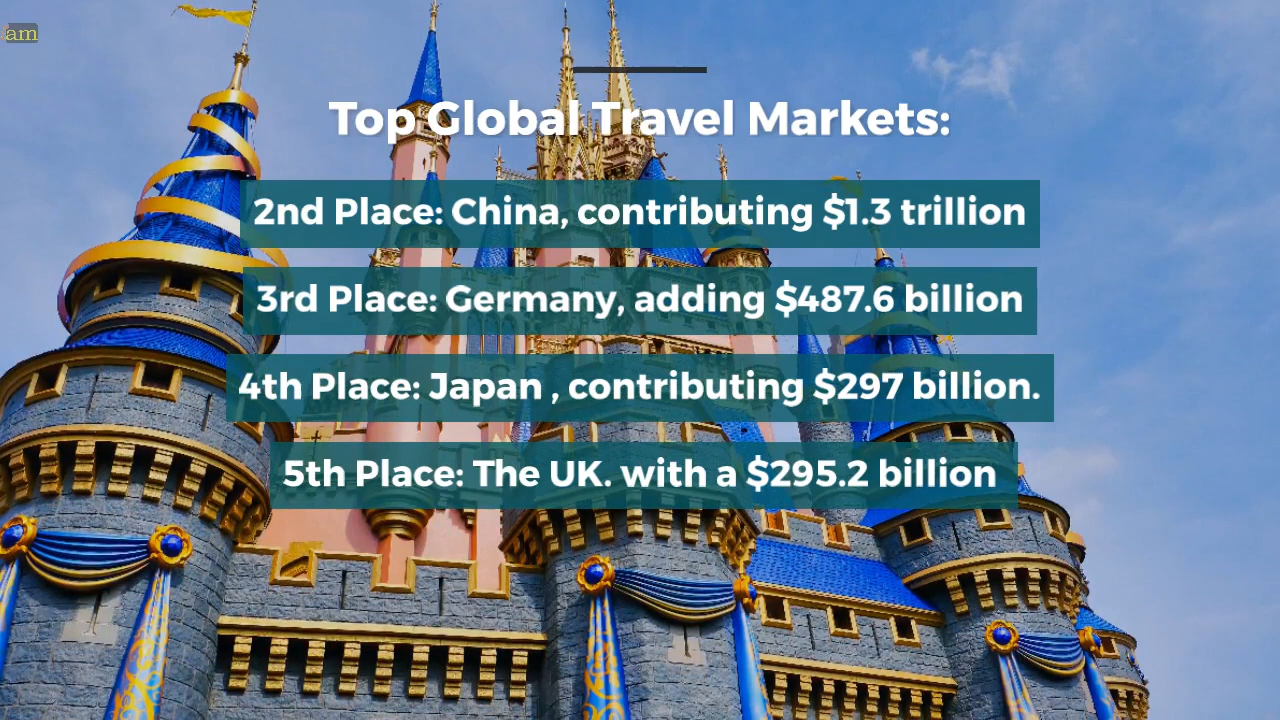 am
Top Global Travel Markets:
2nd Place: China, contributing $1.3 trillion
3rd Place: Germany, adding $487.6 billion
4th Place: Japan , contributing $297 billion.
5th Place: The UK. with a $295.2 billion